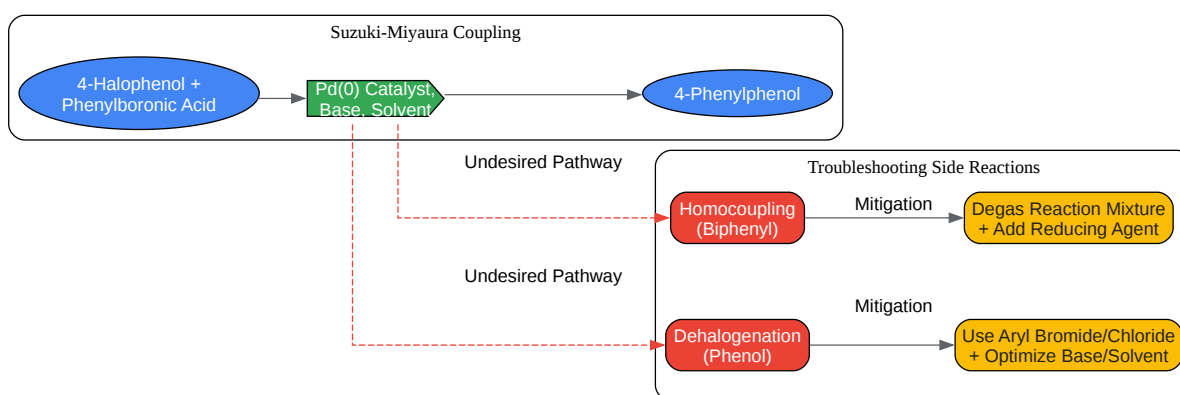 Suzuki-Miyaura Coupling
4-Halophenol +
Phenylboronic Acid
Pd(0) Catalyst,
Base, Solvent
4-Phenylphenol
Undesired Pathway
Troubleshooting Side Reactions
Homocoupling
(Biphenyl)
Mitigation
Degas Reaction Mixture
+ Add Reducing Agent
Undesired Pathway
Dehalogenation
(Phenol)
Mitigation
Use Aryl Bromide/Chloride
+ Optimize Base/Solvent